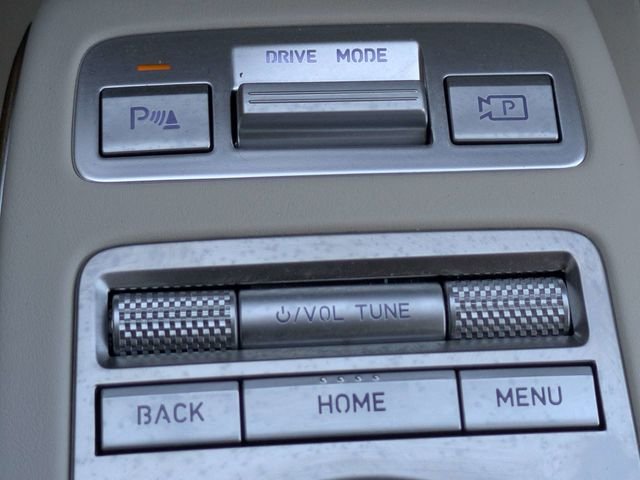 DRIVE MODE
P
P
⏻/VOL TUNE
BACK
HOME
MENU